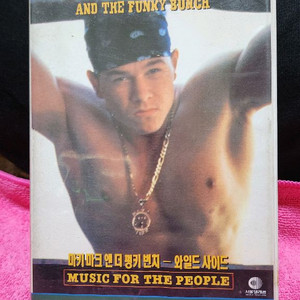 AND THE FUNKY BUNCH
마키 마크 앤 더 펑키 번치 — 와일드 사이드
MUSIC FOR THE PEOPLE